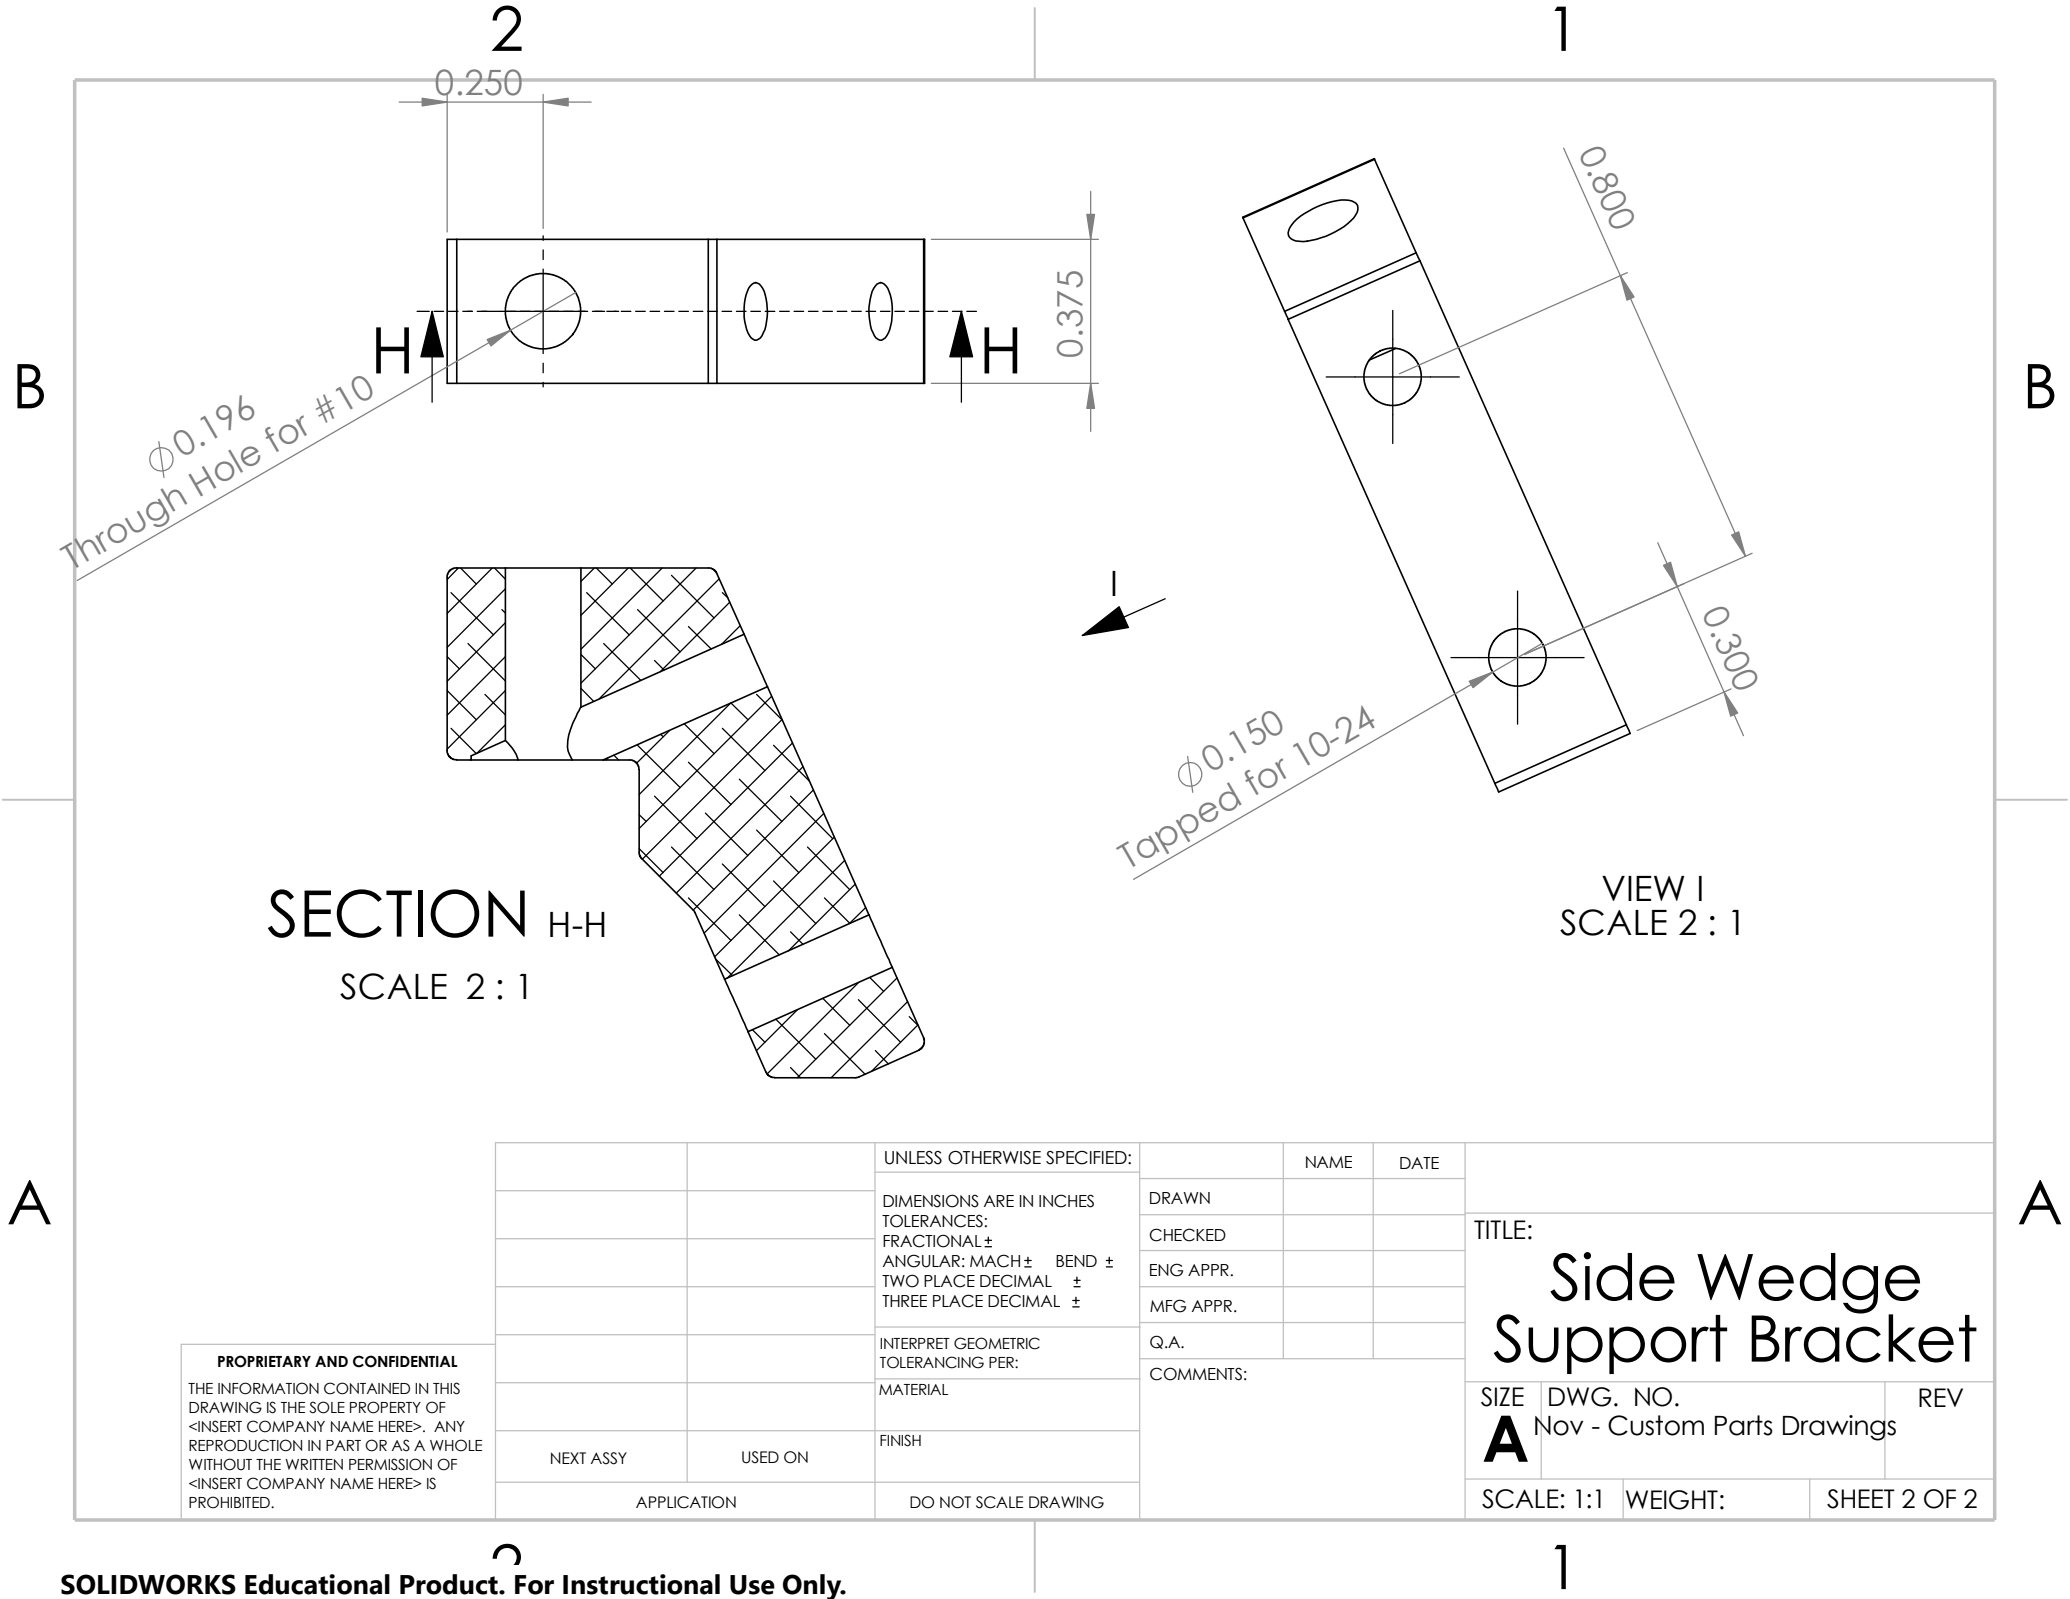 2
1
0.250
0.800
0.375
H
H
B
B
⌀0.196
Through Hole for #10
I
0.300
⌀0.150
Tapped for 10-24
SECTION H-H
SCALE 2 : 1
VIEW I
SCALE 2 : 1
A
A
UNLESS OTHERWISE SPECIFIED:
DIMENSIONS ARE IN INCHES
TOLERANCES:
FRACTIONAL ±
ANGULAR: MACH ± BEND ±
TWO PLACE DECIMAL ±
THREE PLACE DECIMAL ±
INTERPRET GEOMETRIC
TOLERANCING PER:
MATERIAL
FINISH
DO NOT SCALE DRAWING
NAME
DATE
DRAWN
CHECKED
ENG APPR.
MFG APPR.
Q.A.
COMMENTS:
TITLE:
Side Wedge
Support Bracket
SIZE
A
DWG. NO.
Nov - Custom Parts Drawings
REV
SCALE: 1:1
WEIGHT:
SHEET 2 OF 2
PROPRIETARY AND CONFIDENTIAL
THE INFORMATION CONTAINED IN THIS
DRAWING IS THE SOLE PROPERTY OF
<INSERT COMPANY NAME HERE>. ANY
REPRODUCTION IN PART OR AS A WHOLE
WITHOUT THE WRITTEN PERMISSION OF
<INSERT COMPANY NAME HERE> IS
PROHIBITED.
NEXT ASSY
USED ON
APPLICATION
2
1
SOLIDWORKS Educational Product. For Instructional Use Only.